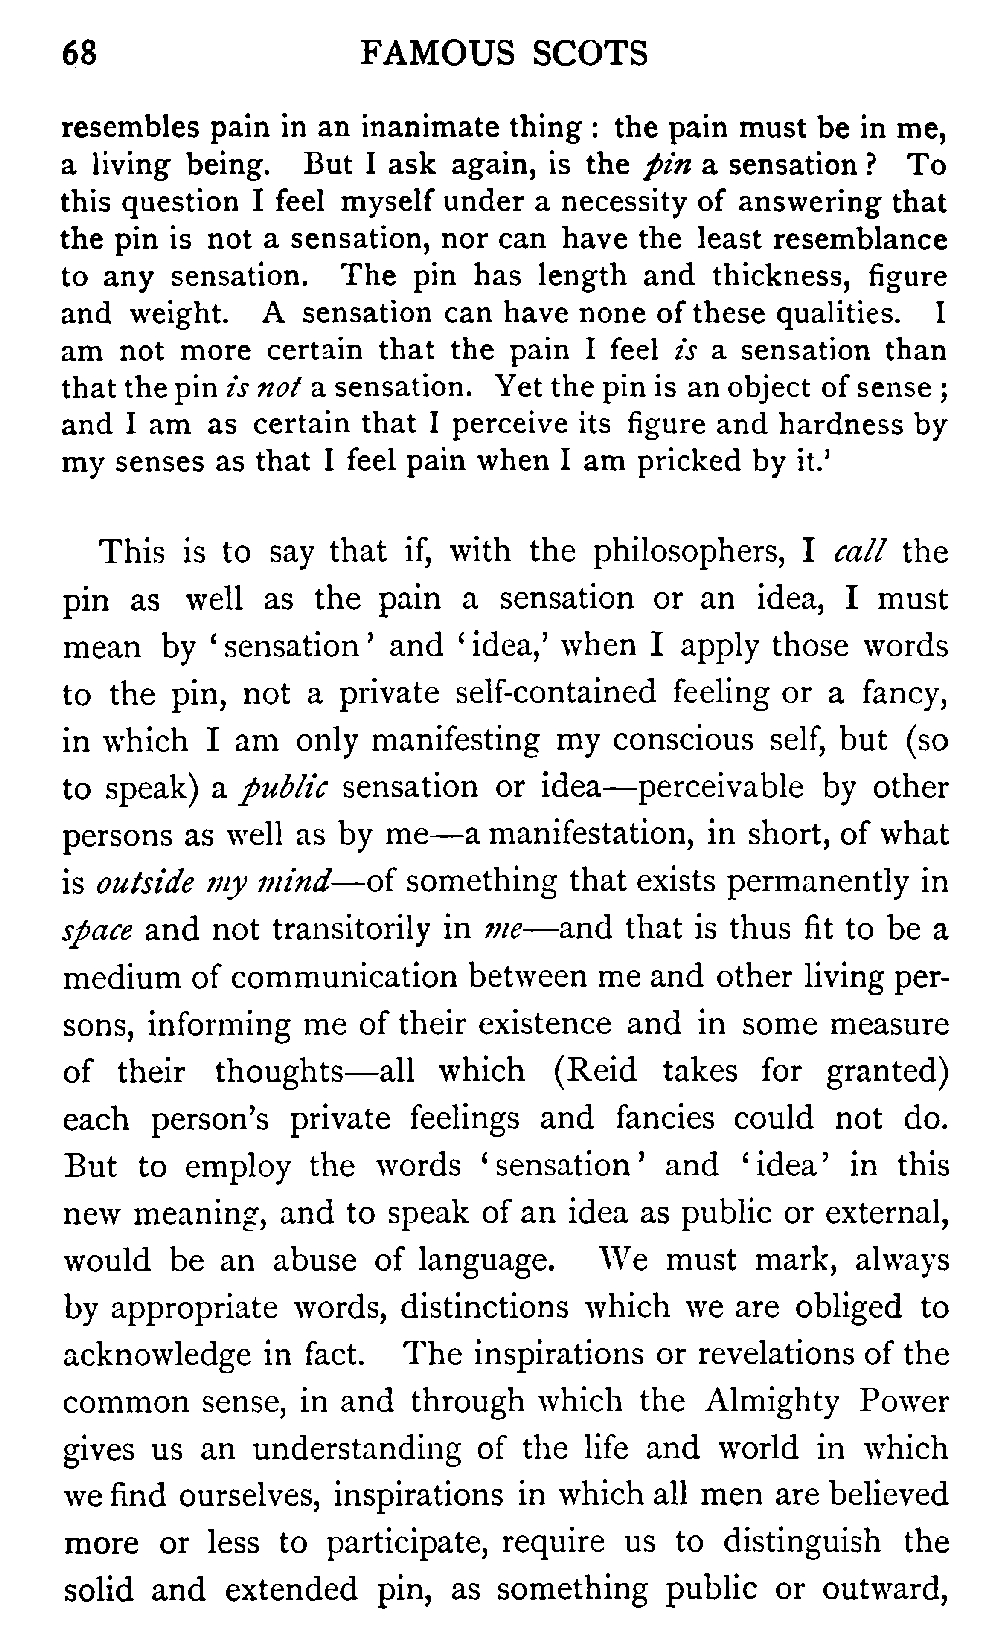 68 FAMOUS SCOTS
resembles pain in an inanimate thing : the pain must be in me,
a living being. But I ask again, is the pin a sensation ? To
this question I feel myself under a necessity of answering that
the pin is not a sensation, nor can have the least resemblance
to any sensation. The pin has length and thickness, figure
and weight. A sensation can have none of these qualities. I
am not more certain that the pain I feel is a sensation than
that the pin is not a sensation. Yet the pin is an object of sense ;
and I am as certain that I perceive its figure and hardness by
my senses as that I feel pain when I am pricked by it.'
This is to say that if, with the philosophers, I call the
pin as well as the pain a sensation or an idea, I must
mean by ‘sensation’ and ‘idea,’ when I apply those words
to the pin, not a private self-contained feeling or a fancy,
in which I am only manifesting my conscious self, but (so
to speak) a public sensation or idea—perceivable by other
persons as well as by me—a manifestation, in short, of what
is outside my mind—of something that exists permanently in
space and not transitorily in me—and that is thus fit to be a
medium of communication between me and other living per-
sons, informing me of their existence and in some measure
of their thoughts—all which (Reid takes for granted)
each person's private feelings and fancies could not do.
But to employ the words ‘sensation’ and ‘idea’ in this
new meaning, and to speak of an idea as public or external,
would be an abuse of language. We must mark, always
by appropriate words, distinctions which we are obliged to
acknowledge in fact. The inspirations or revelations of the
common sense, in and through which the Almighty Power
gives us an understanding of the life and world in which
we find ourselves, inspirations in which all men are believed
more or less to participate, require us to distinguish the
solid and extended pin, as something public or outward,